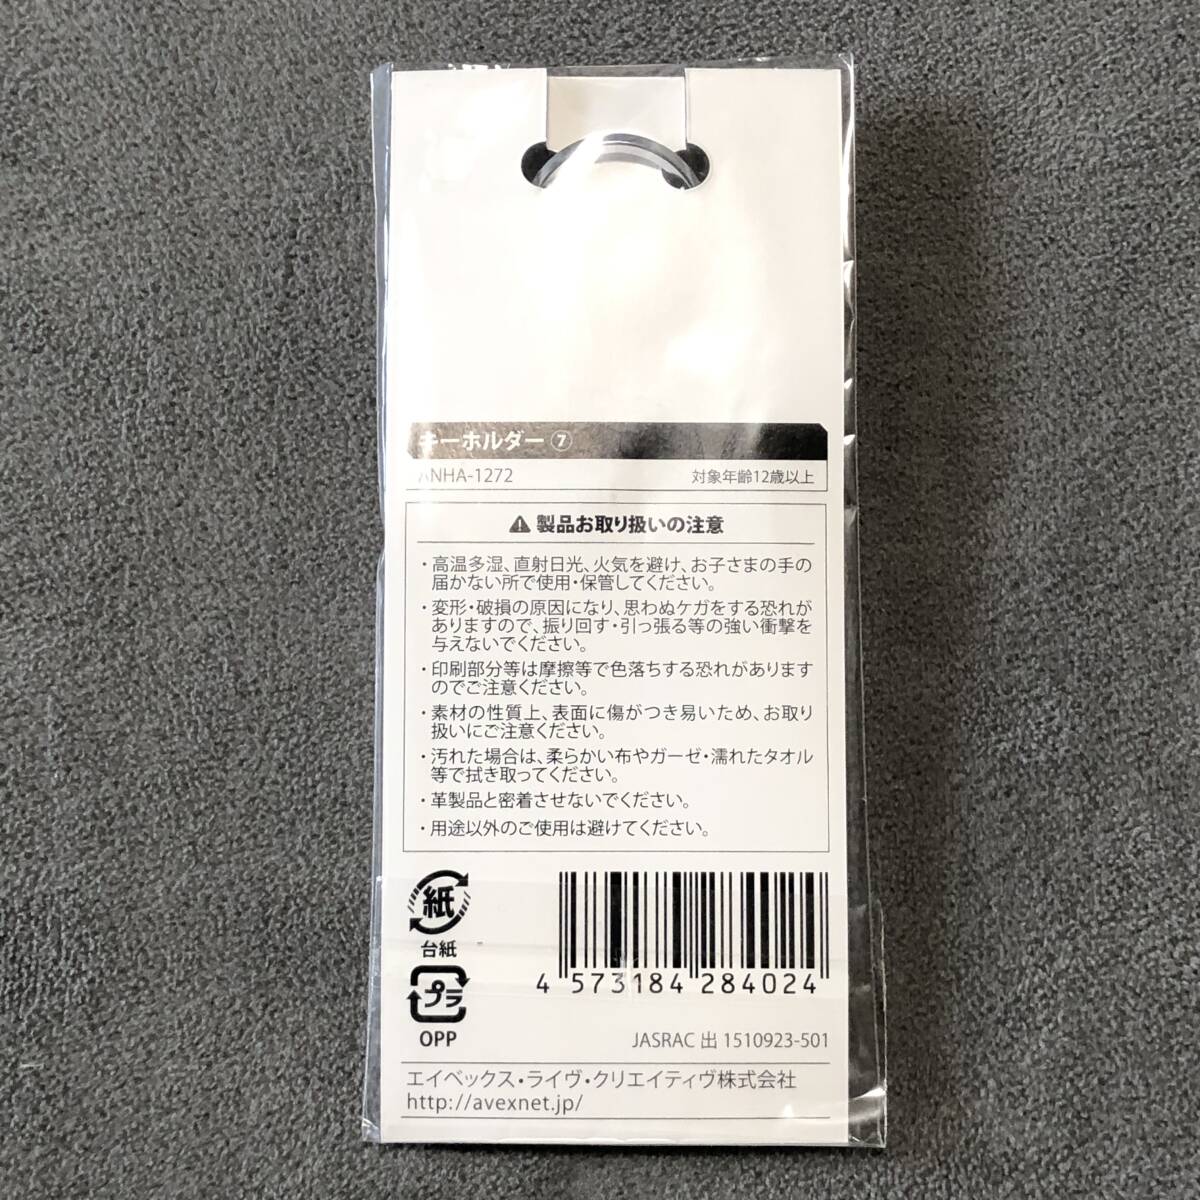 キーホルダー⑦
ANHA-1272 対象年齢12歳以上
製品お取り扱いの注意
・高温多湿、直射日光、火気を避け、お子さまの手の
届かない所で使用・保管してください。
・変形・破損の原因になり、思わぬケガをする恐れが
ありますので、振り回す・引っ張る等の強い衝撃を
与えないでください。
・印刷部分等は摩擦等で色落ちする恐れがあります
のでご注意ください。
・素材の性質上、表面に傷がつき易いため、お取り
扱いにご注意ください。
・汚れた場合は、柔らかい布やガーゼ・濡れたタオル
等で拭き取ってください。
・革製品と密着させないでください。
・用途以外のご使用は避けてください。
紙
台紙
プラ
OPP
4 573184 284024
JASRAC 出 1510923-501
エイベックス・ライヴ・クリエイティヴ株式会社
http://avexnet.jp/